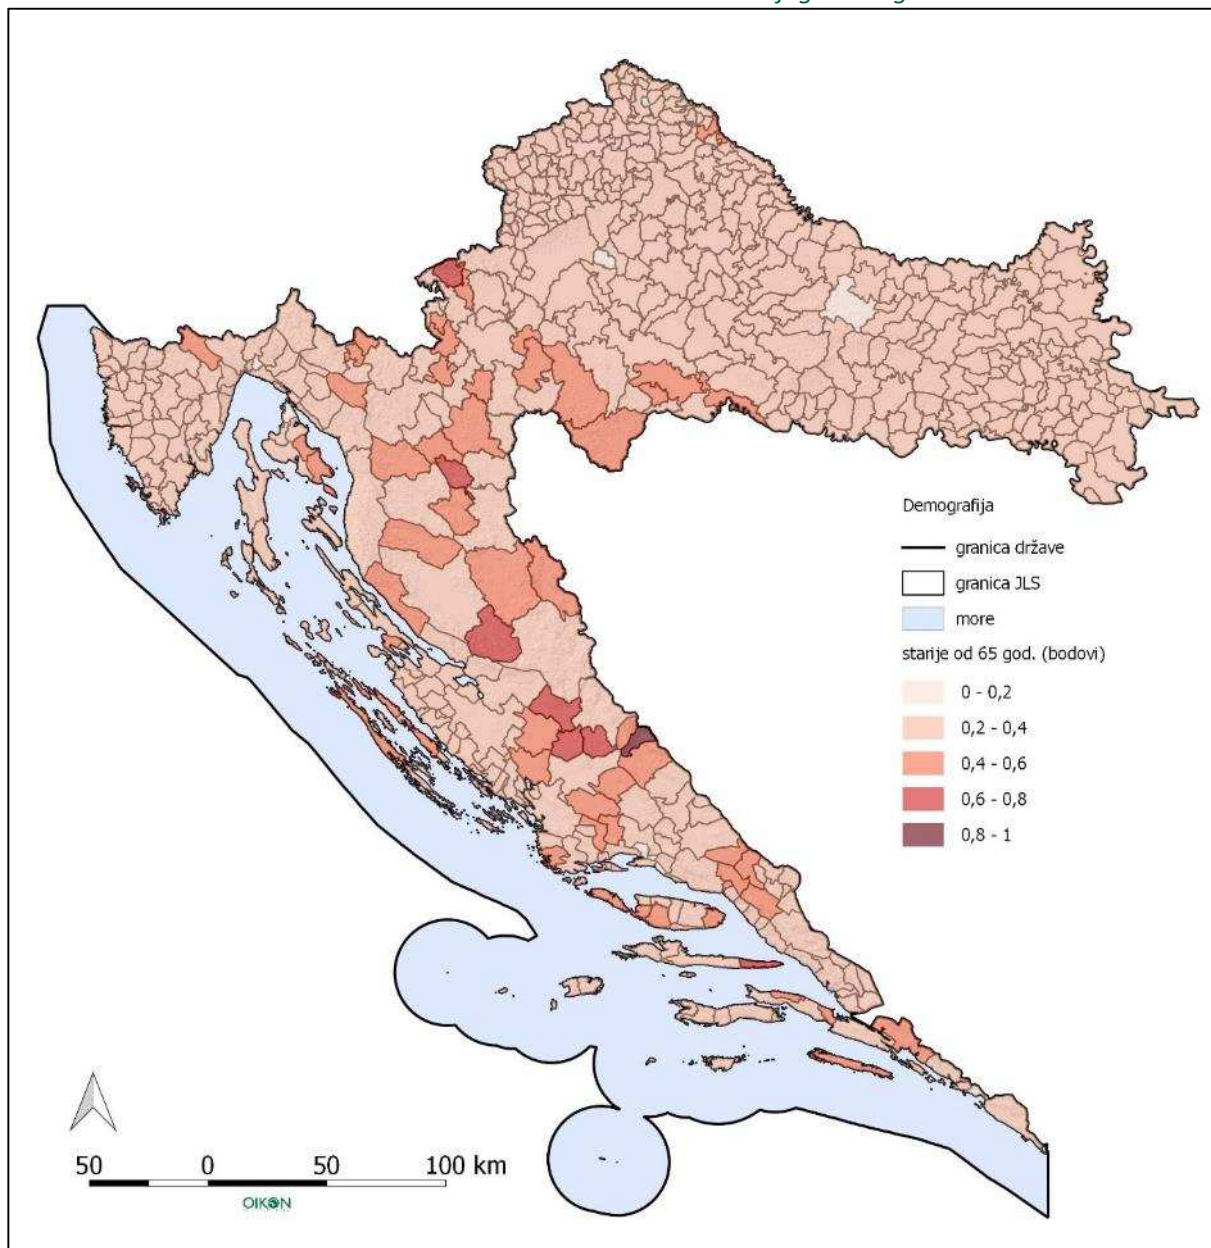 Demografija
granica države
granica JLS
more
starije od 65 god. (bodovi)
0 - 0,2
0,2 - 0,4
0,4 - 0,6
0,6 - 0,8
0,8 - 1
50 0 50 100 km
OIKON